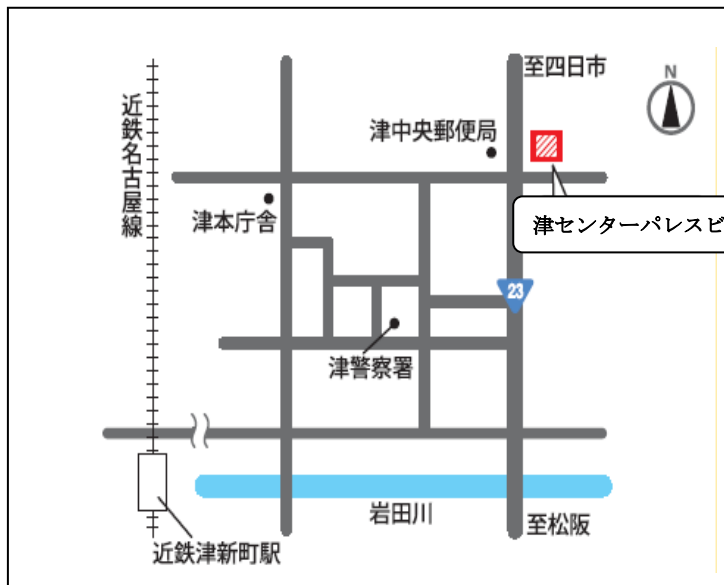 至四日市
N
近鉄名古屋線
津中央郵便局
津本庁舎
津センターパレスビ
23
津警察署
岩田川
至松阪
近鉄津新町駅